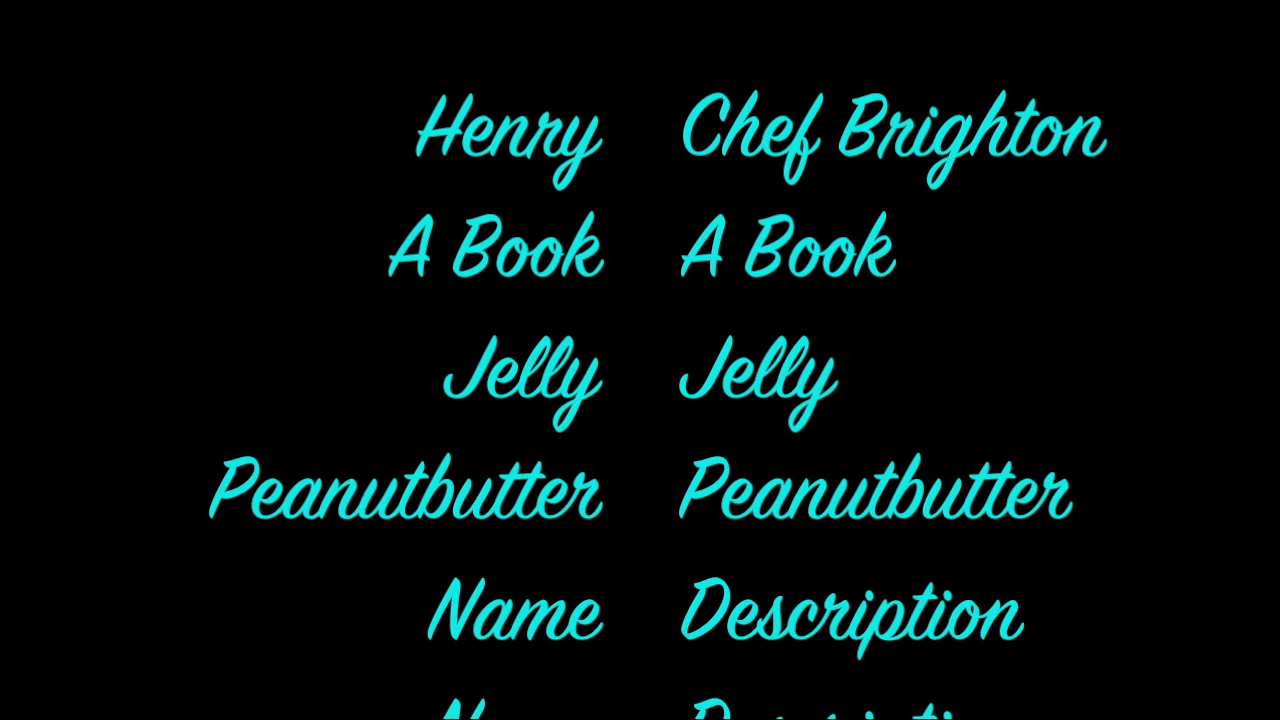 Henry Chef Brighton
A Book A Book
Jelly Jelly
Peanutbutter Peanutbutter
Name Description